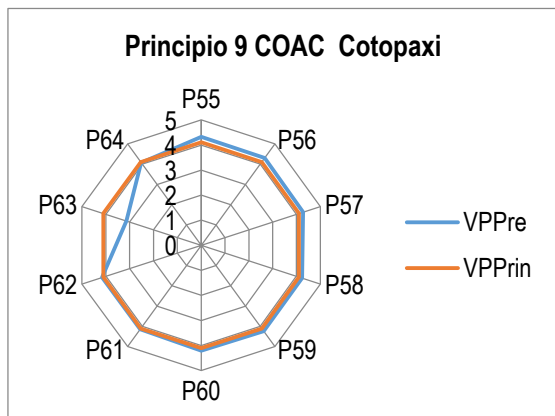 Principio 9 COAC  Cotopaxi
P55
P64
5
P56
4
3
P63
2
P57
1
0
VPPre
VPPrin
P62
P58
P61
P59
P60